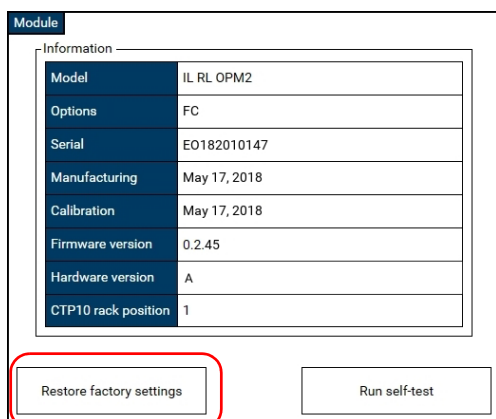 Module
Information
Model IL RL OPM2
Options FC
Serial EO182010147
Manufacturing May 17, 2018
Calibration May 17, 2018
Firmware version 0.2.45
Hardware version A
CTP10 rack position 1
Restore factory settings Run self-test